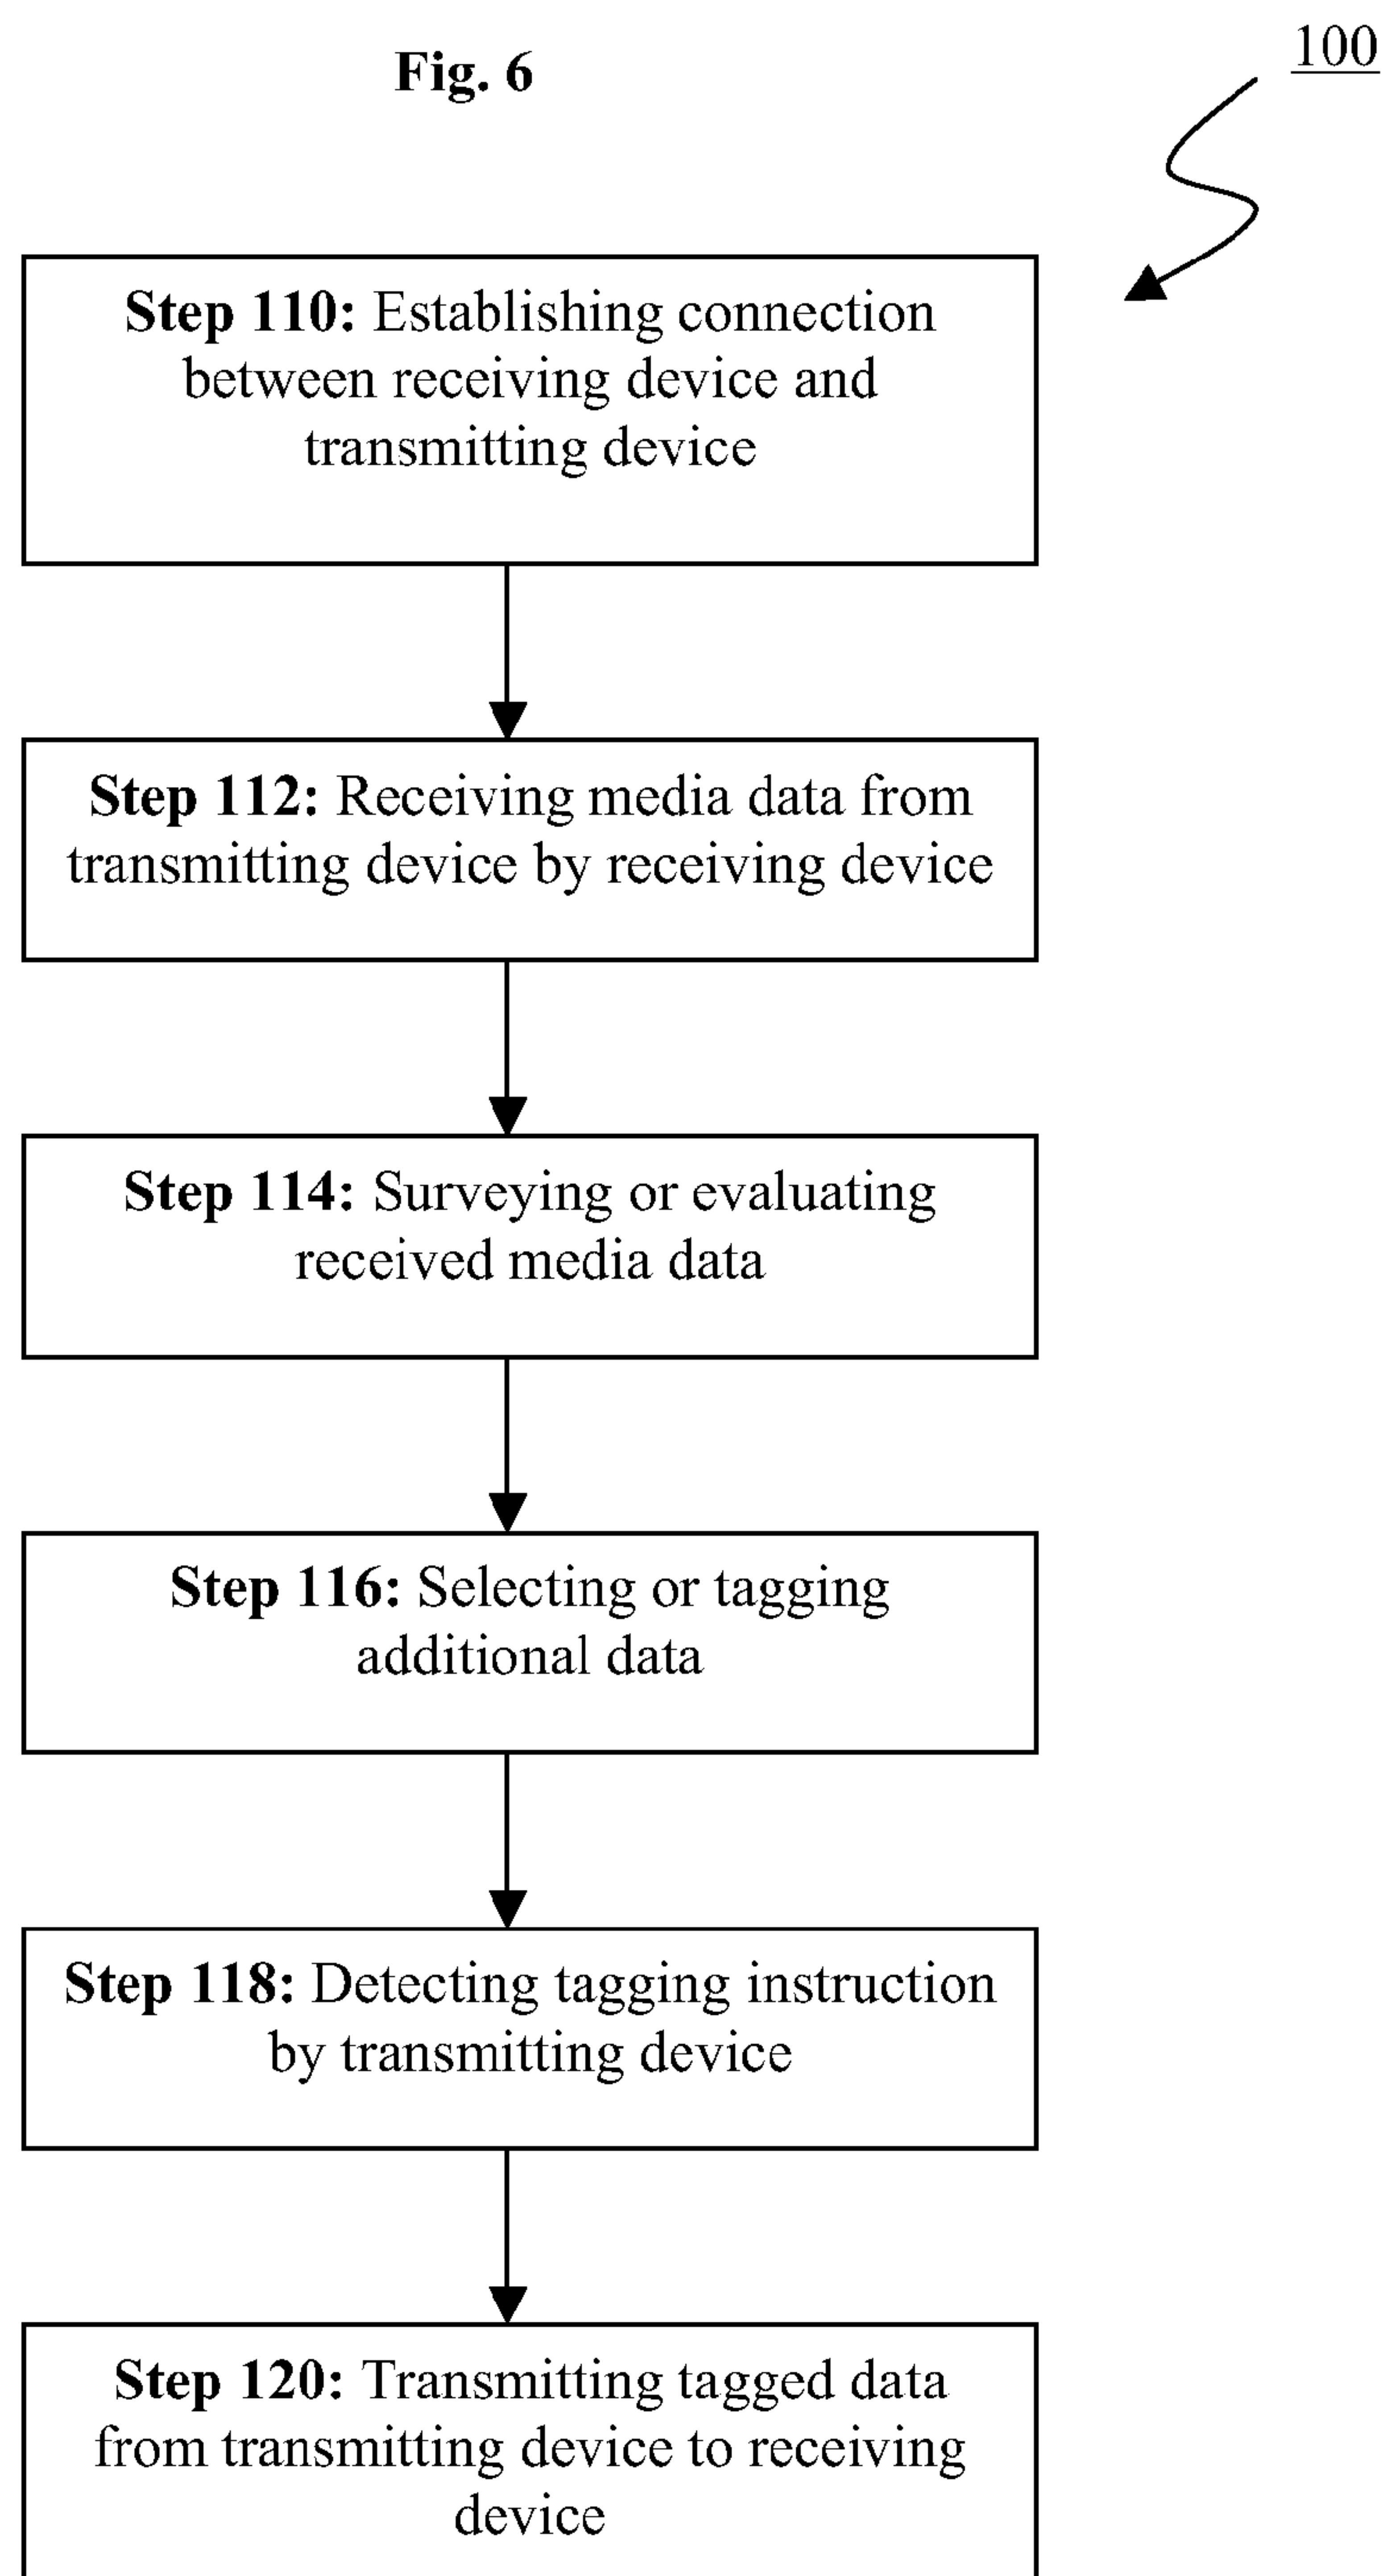 Fig. 6
100
Step 110: Establishing connection
between receiving device and
transmitting device
Step 112: Receiving media data from
transmitting device by receiving device
Step 114: Surveying or evaluating
received media data
Step 116: Selecting or tagging
additional data
Step 118: Detecting tagging instruction
by transmitting device
Step 120: Transmitting tagged data
from transmitting device to receiving
device